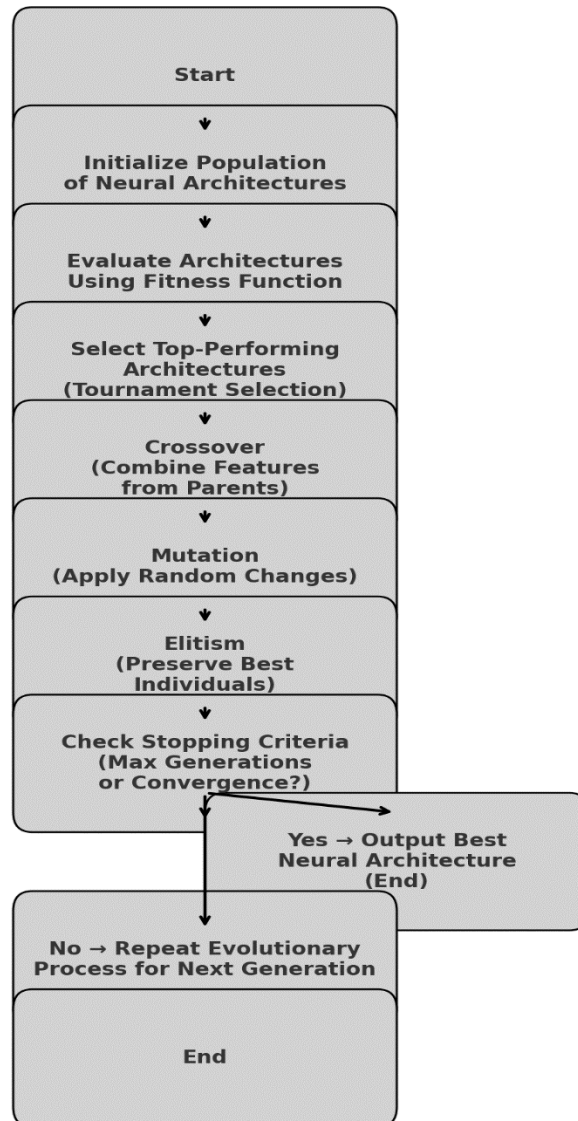 Start
Initialize Population
of Neural Architectures
Evaluate Architectures
Using Fitness Function
Select Top-Performing
Architectures
(Tournament Selection)
Crossover
(Combine Features
from Parents)
Mutation
(Apply Random Changes)
Elitism
(Preserve Best
Individuals)
Check Stopping Criteria
(Max Generations
or Convergence?)
Yes → Output Best
Neural Architecture
(End)
No → Repeat Evolutionary
Process for Next Generation
End